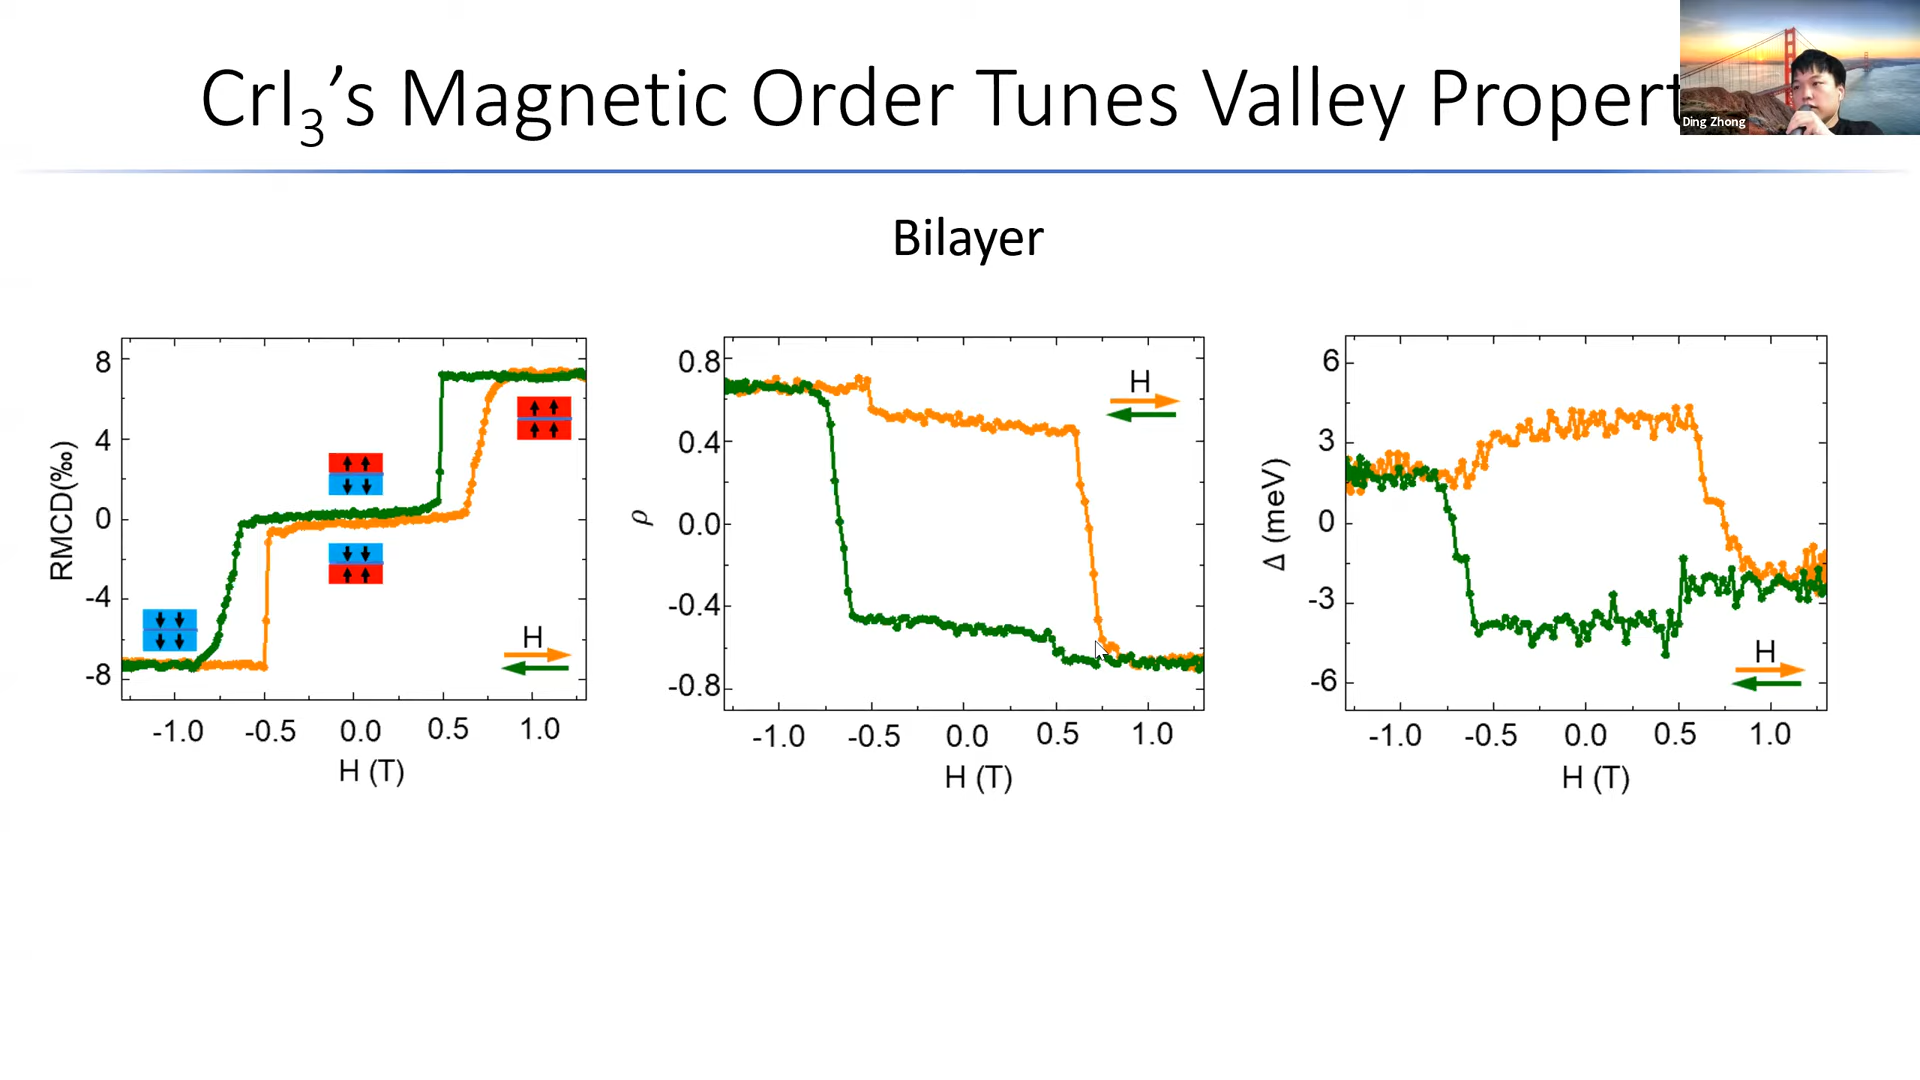 CrI3's Magnetic Order Tunes Valley Propert
Ding Zhong
Bilayer
RMCD(‰)
8
4
0
-4
-8
H
-1.0 -0.5 0.0 0.5 1.0
H (T)
ρ
0.8
0.4
0.0
-0.4
-0.8
H
-1.0 -0.5 0.0 0.5 1.0
H (T)
Δ (meV)
6
3
0
-3
-6
H
-1.0 -0.5 0.0 0.5 1.0
H (T)